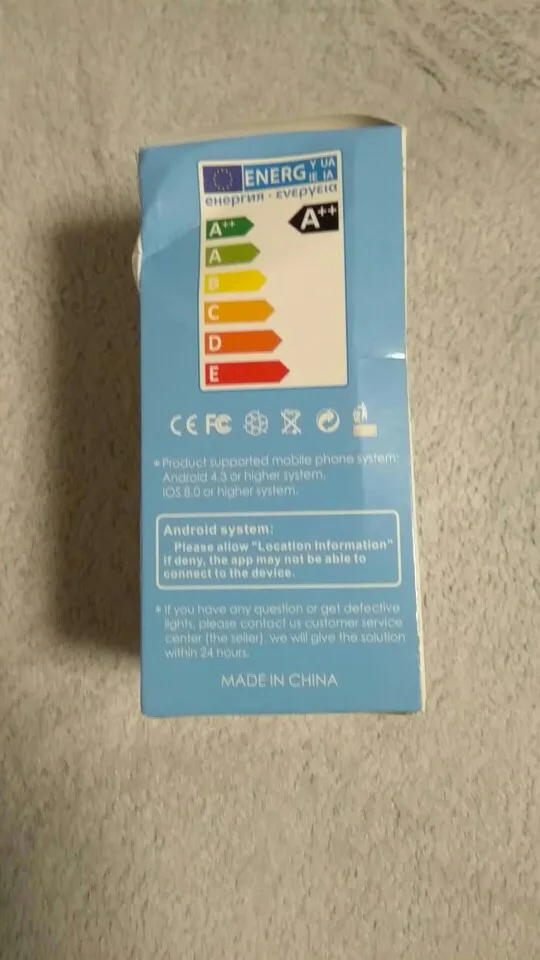 ENERG Y UA
IE IA
енергия · ενεργεια
A++
A++
A
B
C
D
E
CE FC
* Product supported mobile phone system:
Android 4.3 or higher system,
IOS 8.0 or higher system.
Android system:
Please allow "Location Information"
if deny, the app may not be able to
connect to the device.
* If you have any question or get defective
lights, please contact us customer service
center (the seller), we will give the solution
within 24 hours.
MADE IN CHINA